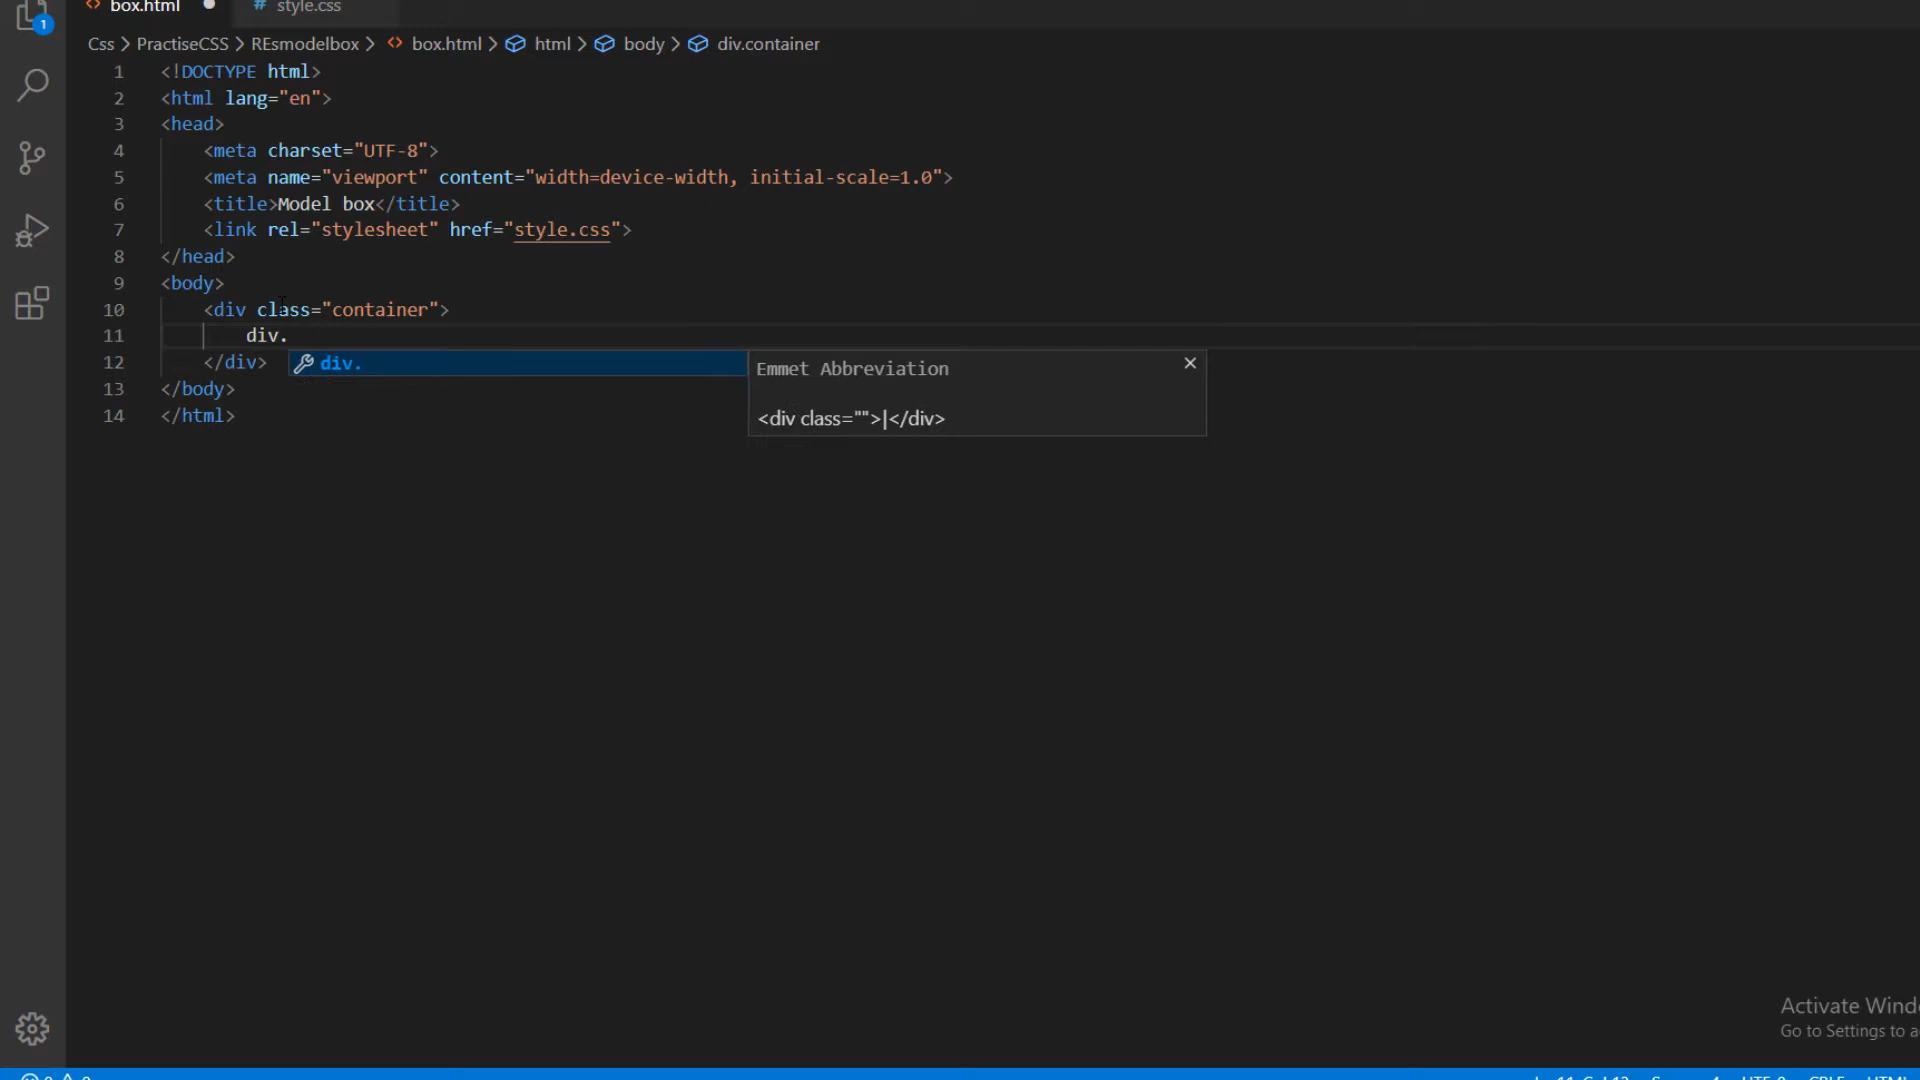 box.html style.css
1
Css PractiseCSS REsmodelbox box.html html body div.container
1 <!DOCTYPE html>
2 <html lang="en">
3 <head>
4 <meta charset="UTF-8">
5 <meta name="viewport" content="width=device-width, initial-scale=1.0">
6 <title>Model box</title>
7 <link rel="stylesheet" href="style.css">
8 </head>
9 <body>
10 <div class="container">
11 div.
12 </div>
13 </body>
14 </html>
div.
Emmet Abbreviation
<div class="">|</div>
Activate
Go to Settings to